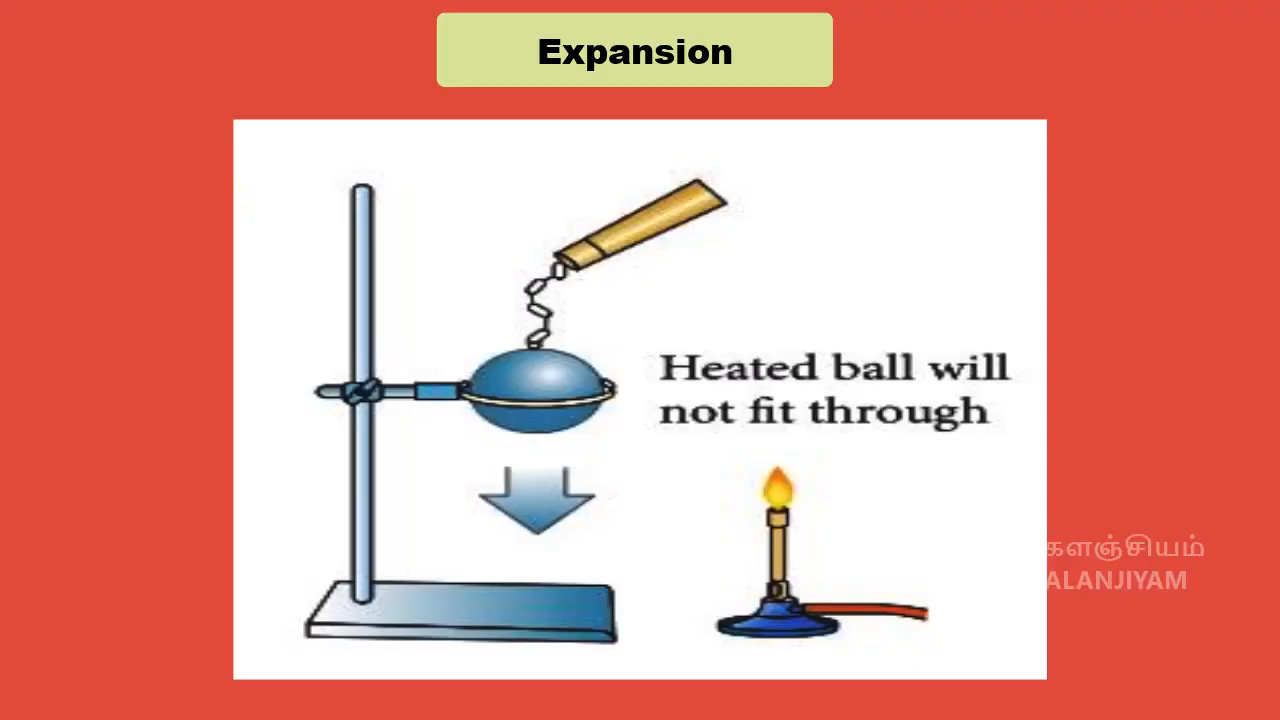 Expansion
Heated ball will
not fit through
களஞ்சியம்
ALANJIYAM